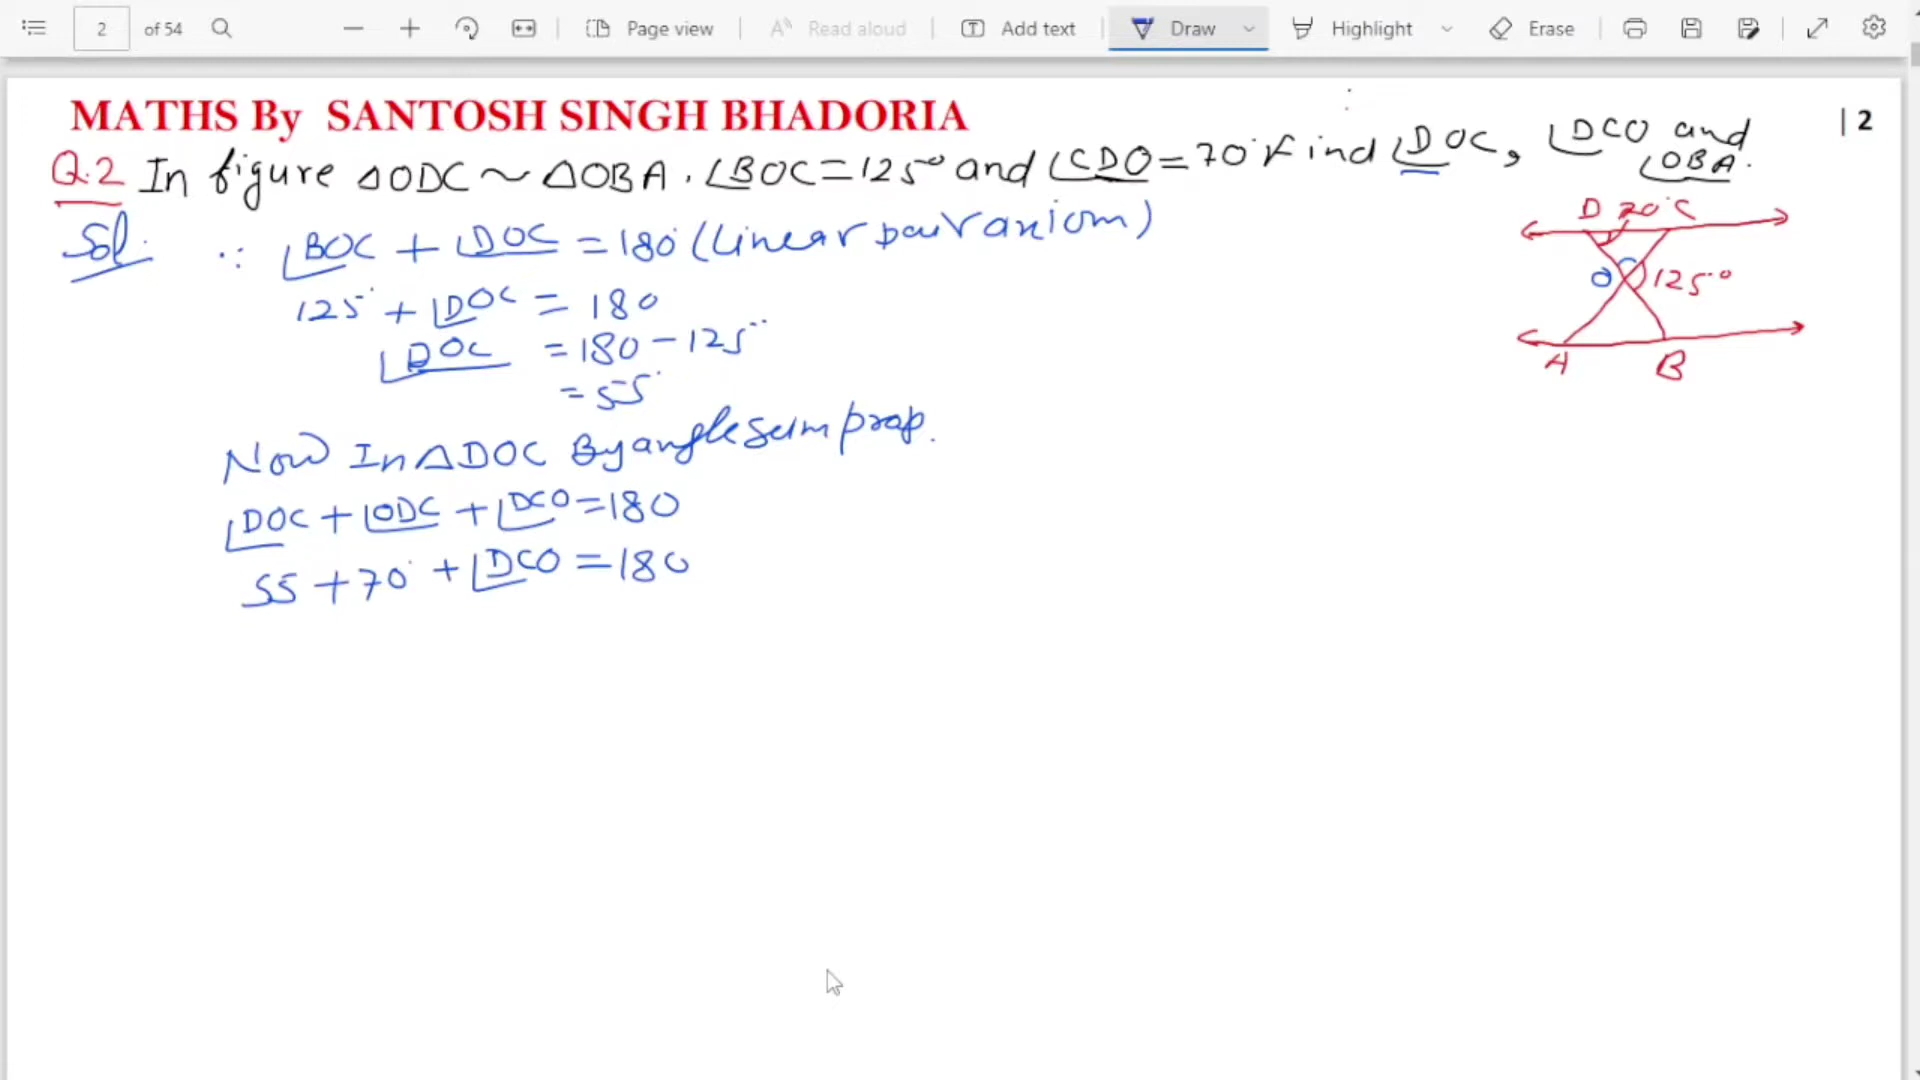 2 of 54 Page view Read aloud Add text Draw Highlight Erase
MATHS By SANTOSH SINGH BHADORIA | 2
Q.2 In figure △ODC ~ △OBA. ∠BOC = 125° and ∠CDO = 70° find ∠DOC, ∠DCO and ∠OBA.
Sol. ∵ ∠BOC + ∠DOC = 180° (Linear pair axiom)
125° + ∠DOC = 180
∠DOC = 180 - 125°
= 55°
Now In △DOC By angle sum prop.
∠DOC + ∠ODC + ∠DCO = 180
55 + 70° + ∠DCO = 180
D 70° C
O 125°
A B